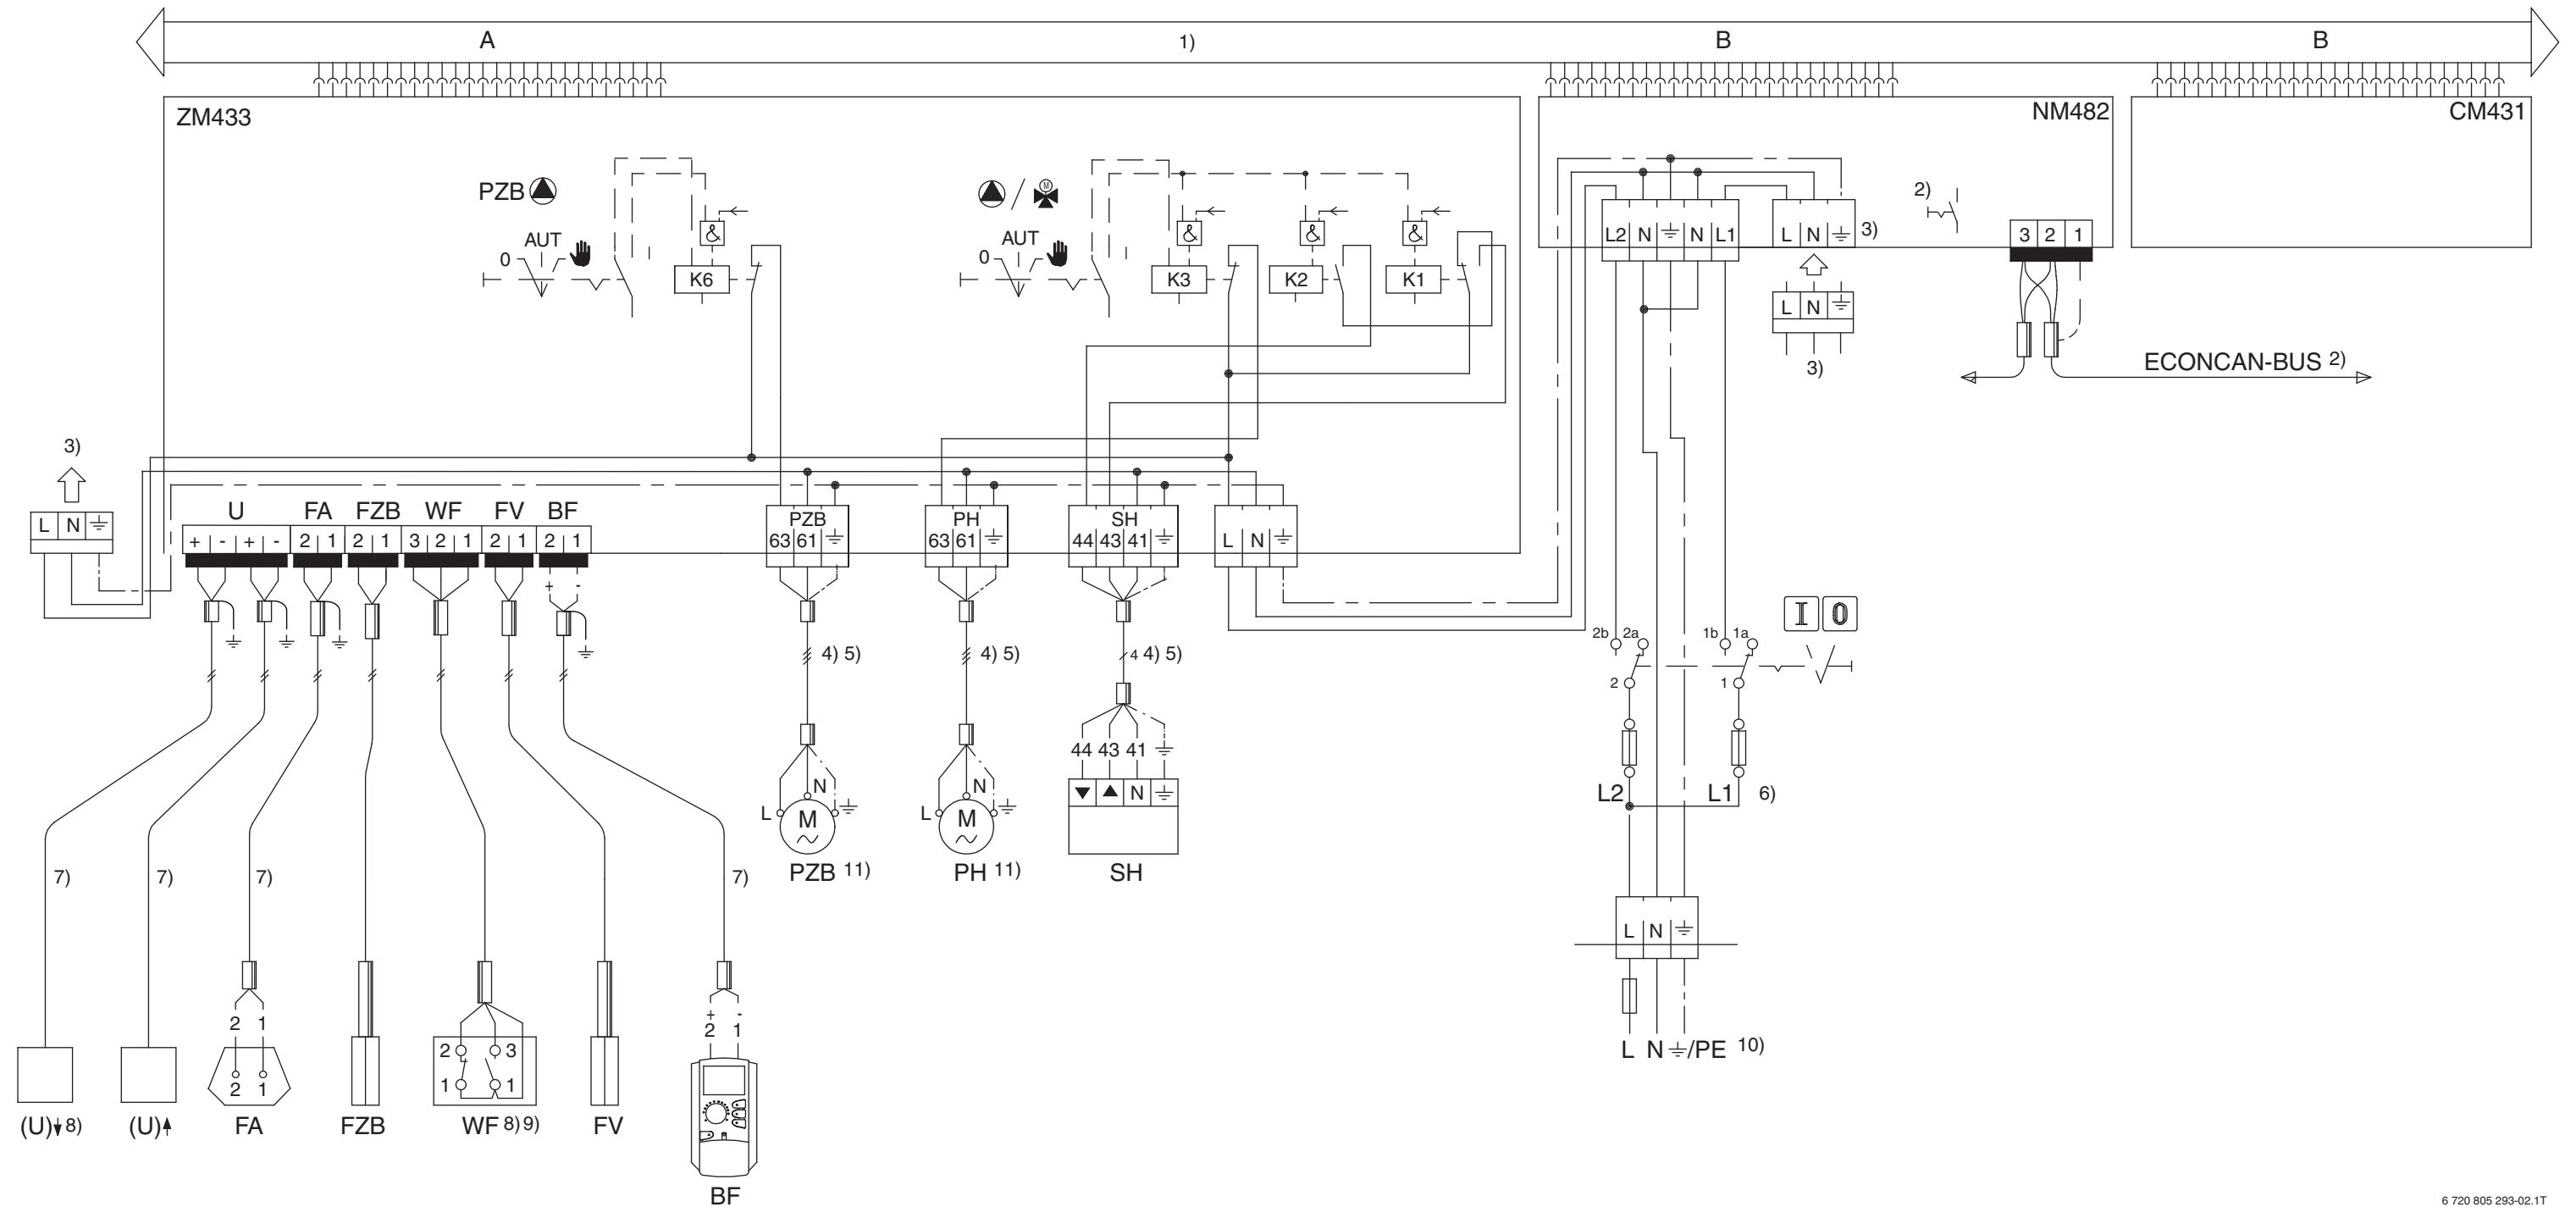 A 1) B B
ZM433 NM482 CM431
PZB /
M
& & & &
AUT AUT
0 0
K6 K3 K2 K1
2)
L2 N N L1 L N 3)
3 2 1
L N
3)
ECONCAN-BUS 2)
3)
L N
U FA FZB WF FV BF
+ - + - 2 1 2 1 3 2 1 2 1 2 1
PZB PH SH
63 61 63 61 44 43 41 L N
+ -
I 0
2b 2a 1b 1a
4) 5) 4) 5) 4 4) 5)
2 1
44 43 41
L2 L1 6)
N N N
L M L M
PZB 11) PH 11) SH
7) 7) 7) 7)
L N
2 1
+ -
2 1
2 3
1 1
2 1
L N /PE 10)
(U) 8) (U) FA FZB WF 8) 9) FV
BF
6 720 805 293-02.1T